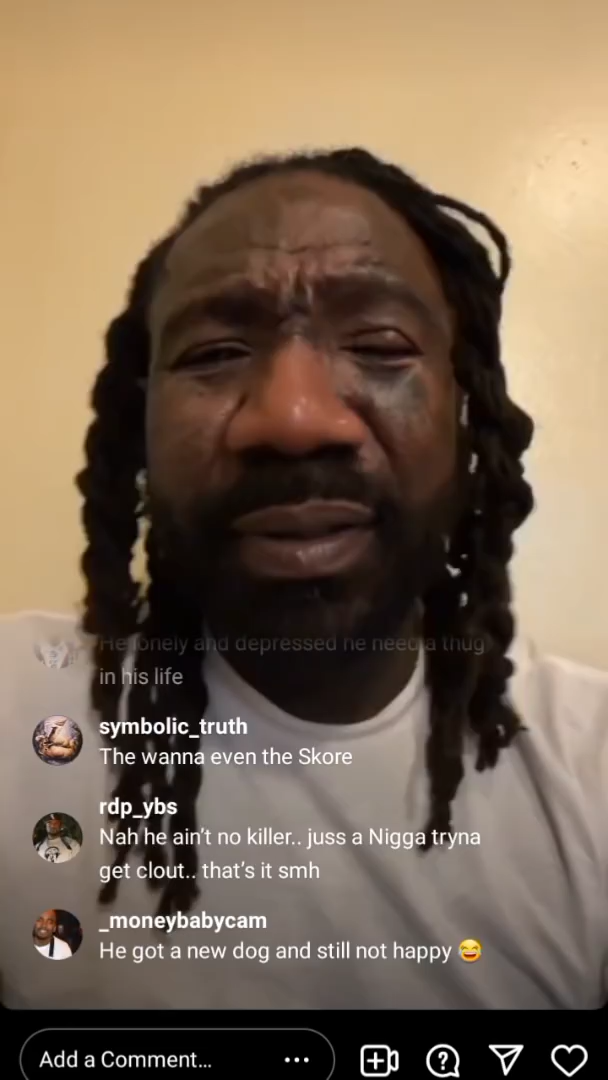 He lonely and depressed he need a thug
in his life
symbolic_truth
The wanna even the Skore
rdp_ybs
Nah he ain't no killer.. juss a Nigga tryna
get clout.. that's it smh
_moneybabycam
He got a new dog and still not happy 😆
Add a Comment...